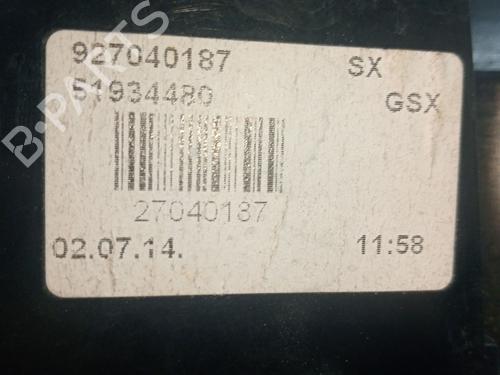 927040187 SX
51934480 GSX
27040187
02.07.14. 11:58
B-PARTS